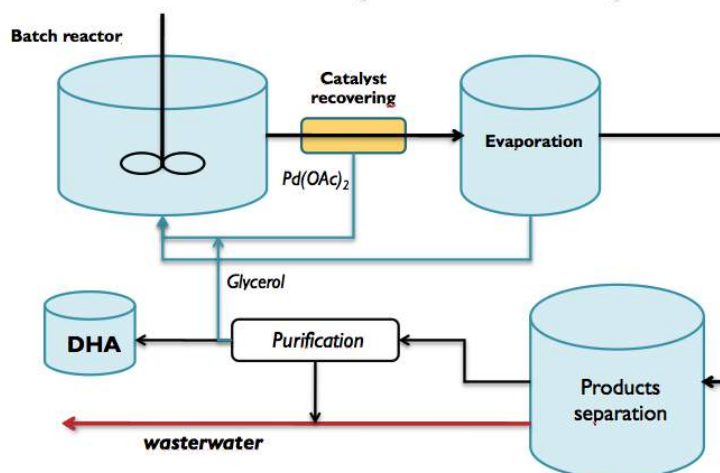 Batch reactor
Catalyst
recovering
Evaporation
Pd(OAc)2
Glycerol
DHA
Purification
Products
separation
wasterwater